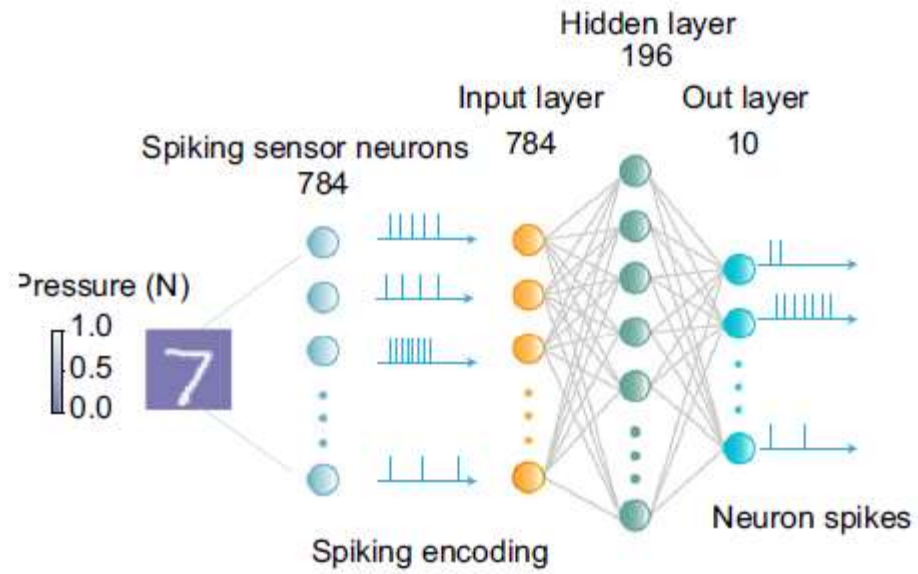 Hidden layer
196
Input layer
784
Out layer
10
Spiking sensor neurons
784
Pressure (N)
1.0
0.5
0.0
7
Neuron spikes
Spiking encoding